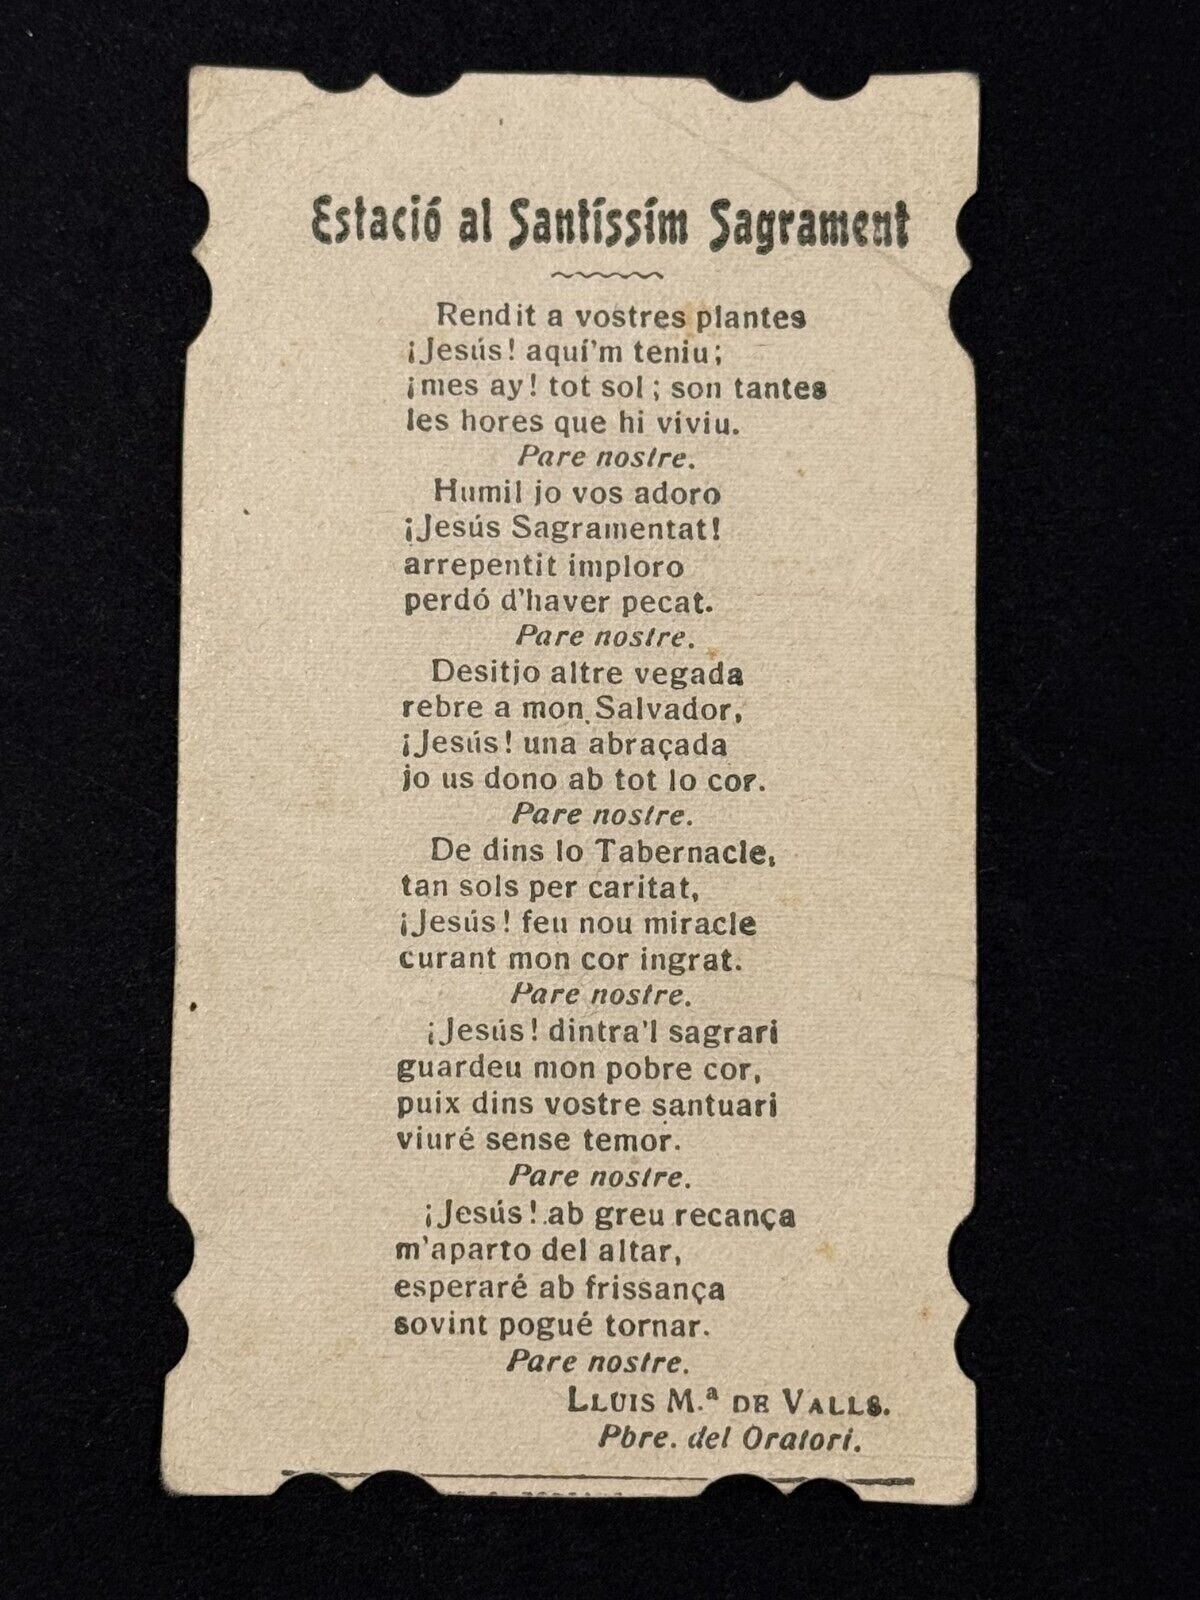 Estació al Santíssim Sagrament
Rendit a vostres plantes
¡Jesús! aquí'm teniu;
¡mes ay! tot sol; son tantes
les hores que hi viviu.
Pare nostre.
Humil jo vos adoro
¡Jesús Sagramentat!
arrepentit imploro
perdó d'haver pecat.
Pare nostre.
Desitjo altre vegada
rebre a mon Salvador,
¡Jesús! una abraçada
jo us dono ab tot lo cor.
Pare nostre.
De dins lo Tabernacle,
tan sols per caritat,
¡Jesús! feu nou miracle
curant mon cor ingrat.
Pare nostre.
¡Jesús! dintra'l sagrari
guardeu mon pobre cor,
puix dins vostre santuari
viuré sense temor.
Pare nostre.
¡Jesús! ab greu recança
m'aparto del altar,
esperaré ab frissança
sovint pogué tornar.
Pare nostre.
LLUIS M.ª DE VALLS.
Pbre. del Oratori.